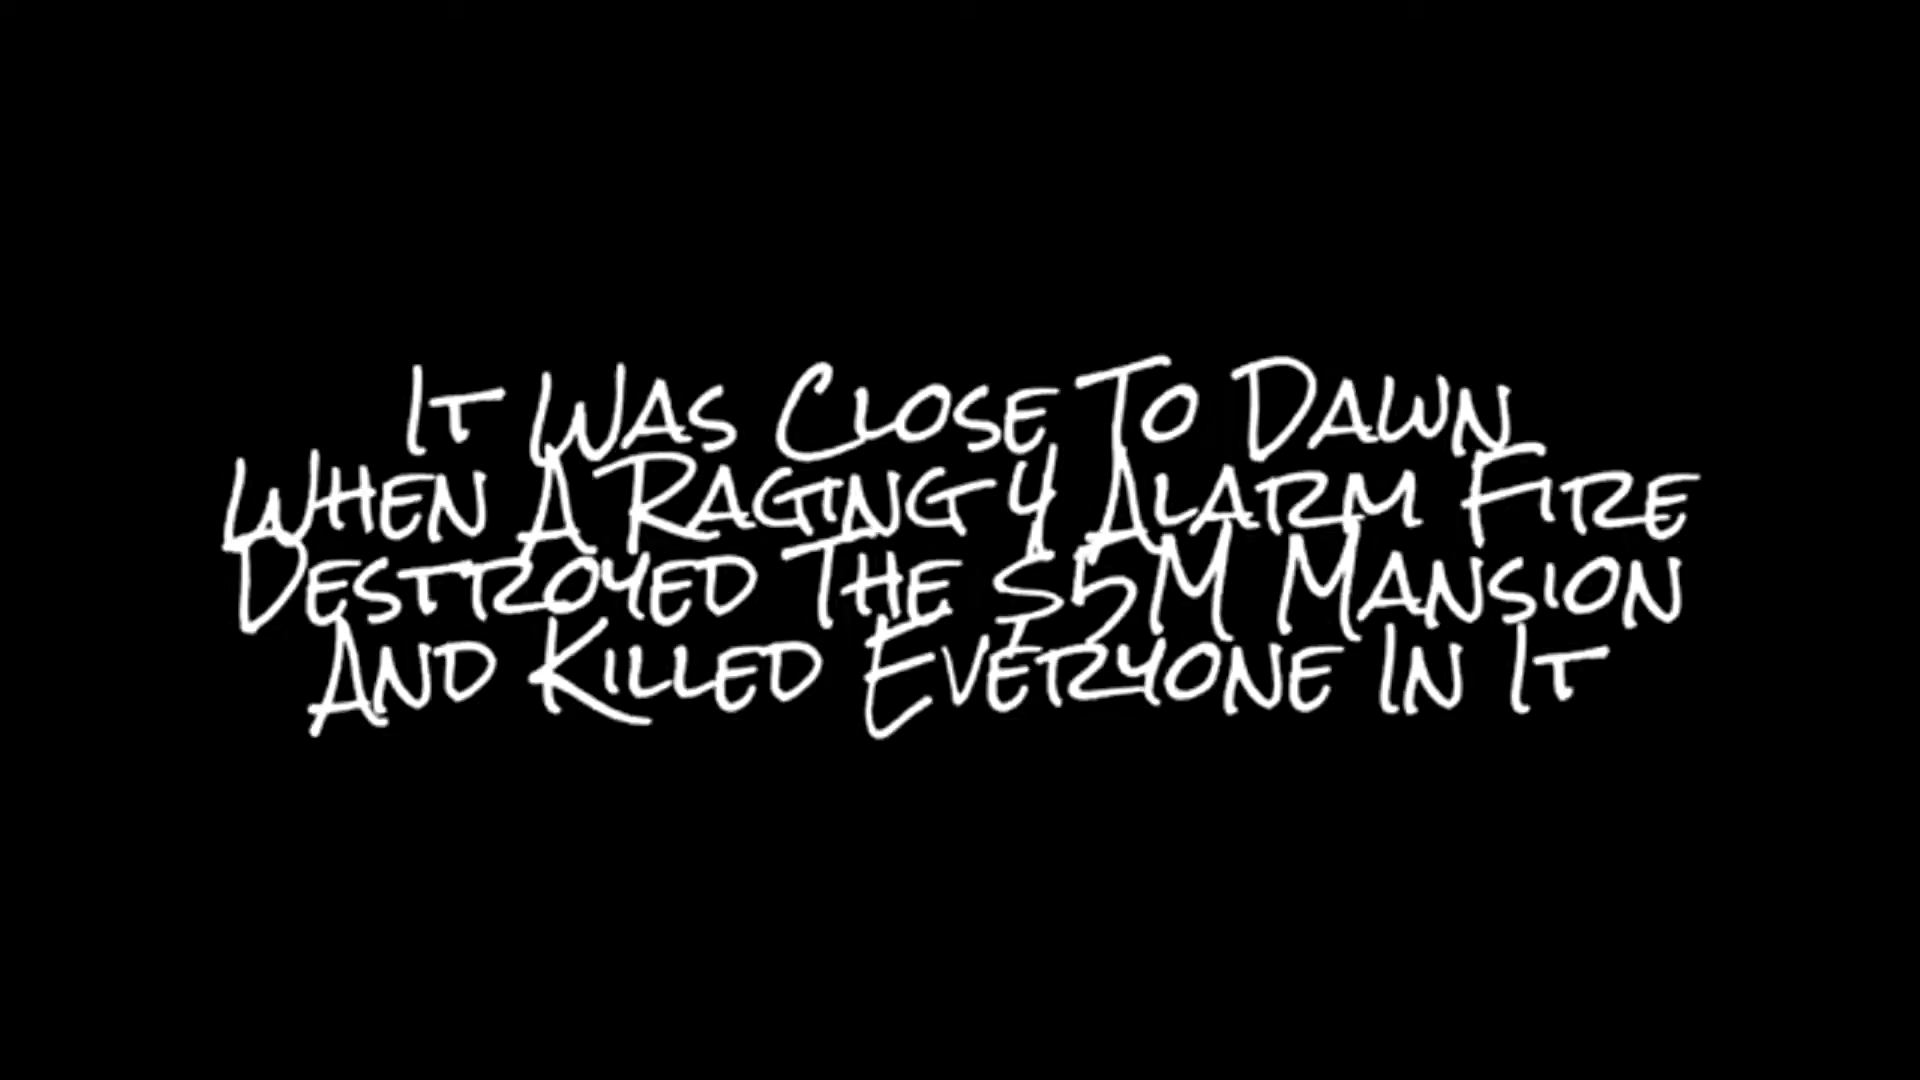 It Was Close To Dawn
When A Raging 4 Alarm Fire
Destroyed The $5M Mansion
And Killed Everyone In It